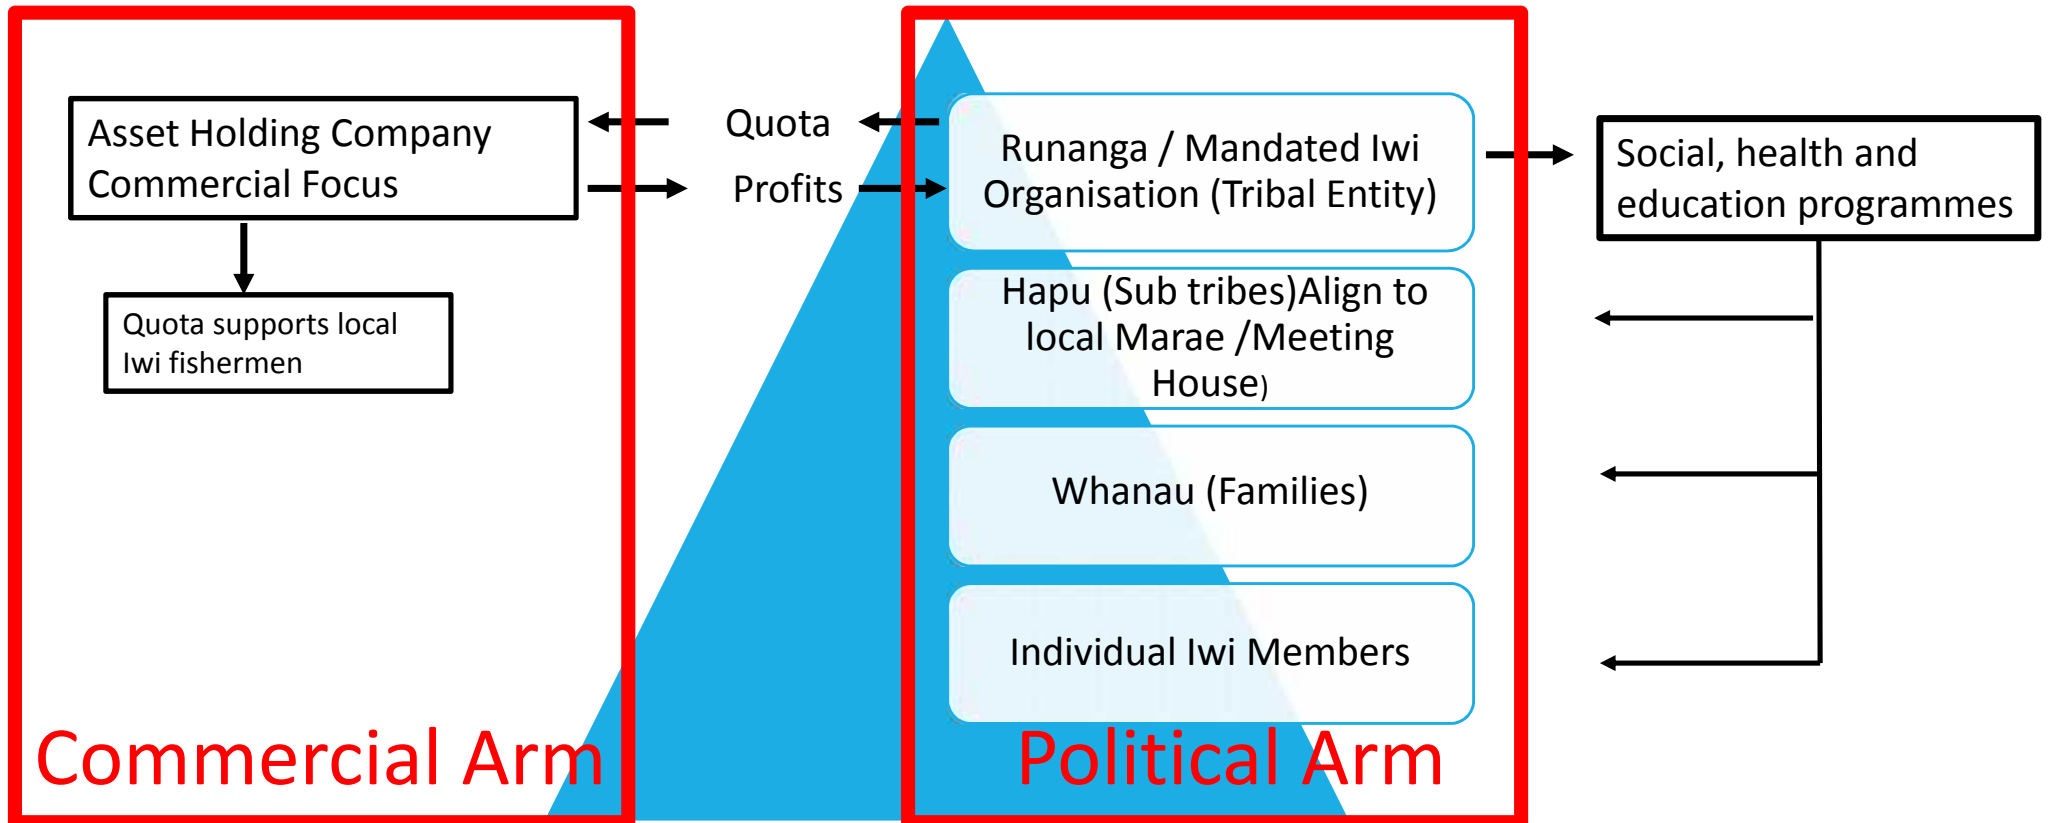 Asset Holding Company
Commercial Focus
Quota supports local
Iwi fishermen
Commercial Arm
Quota
Profits
Runanga / Mandated Iwi
Organisation (Tribal Entity)
Hapu (Sub tribes)Align to
local Marae /Meeting
House)
Whanau (Families)
Individual Iwi Members
Political Arm
Social, health and
education programmes